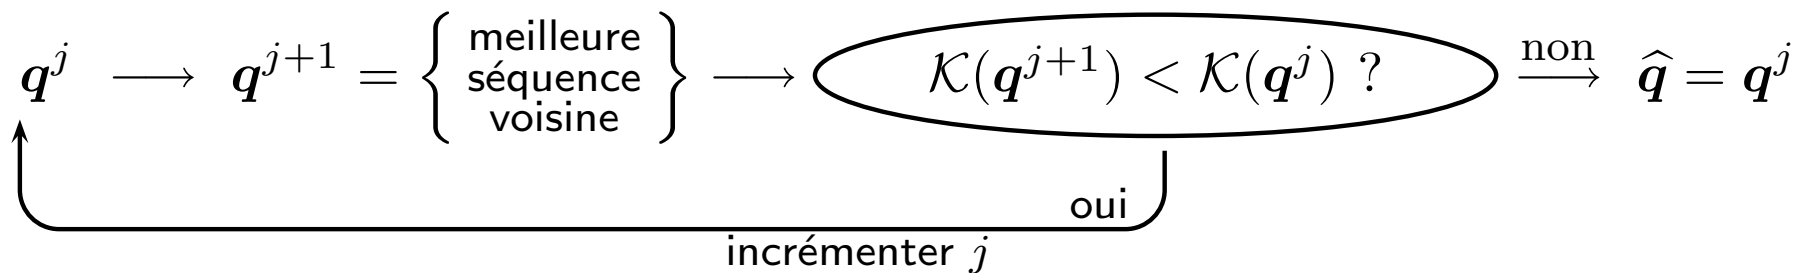 q^j ⟶ q^{j+1} = { meilleure séquence voisine } ⟶ K(q^{j+1}) < K(q^j) ? non ⟶ q̂ = q^j
oui
incrémenter j